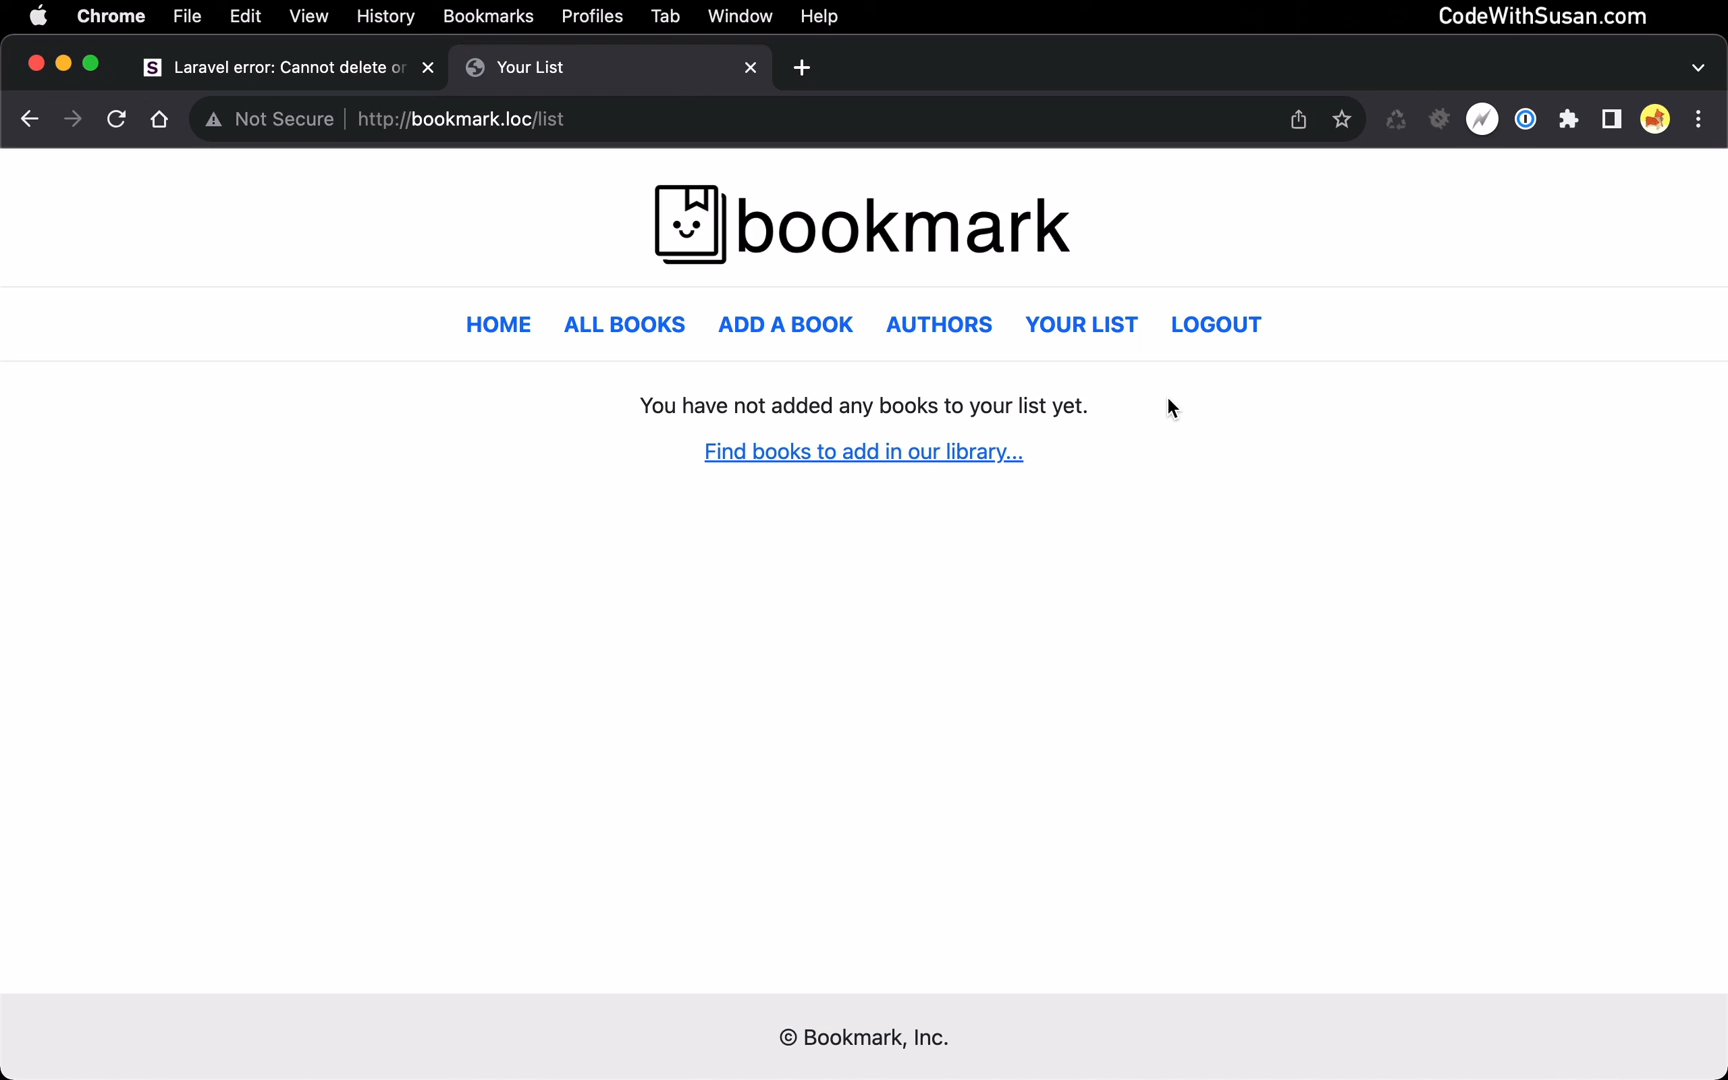 Chrome File Edit View History Bookmarks Profiles Tab Window Help CodeWithSusan.com
S Laravel error: Cannot delete or Your List
Not Secure http://bookmark.loc/list
bookmark
HOME ALL BOOKS ADD A BOOK AUTHORS YOUR LIST LOGOUT
You have not added any books to your list yet.
Find books to add in our library...
© Bookmark, Inc.